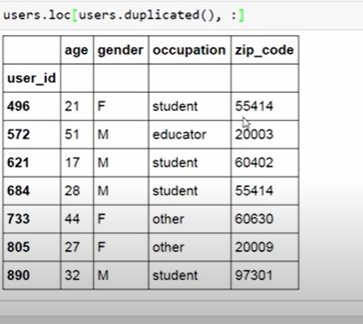 users.loc[users.duplicated(), :]
age gender occupation zip_code
user_id
496 21 F student 55414
572 51 M educator 20003
621 17 M student 60402
684 28 M student 55414
733 44 F other 60630
805 27 F other 20009
890 32 M student 97301